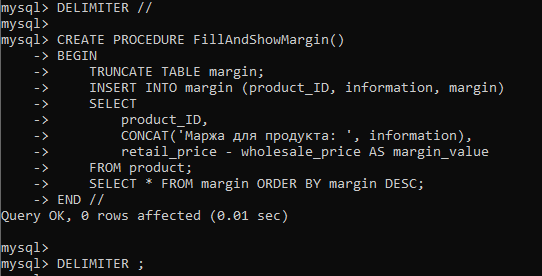 mysql> DELIMITER //
mysql>
mysql> CREATE PROCEDURE FillAndShowMargin()
    -> BEGIN
    ->     TRUNCATE TABLE margin;
    ->     INSERT INTO margin (product_ID, information, margin)
    ->     SELECT
    ->         product_ID,
    ->         CONCAT('Маржа для продукта: ', information),
    ->         retail_price - wholesale_price AS margin_value
    ->     FROM product;
    ->     SELECT * FROM margin ORDER BY margin DESC;
    -> END //
Query OK, 0 rows affected (0.01 sec)

mysql>
mysql> DELIMITER ;